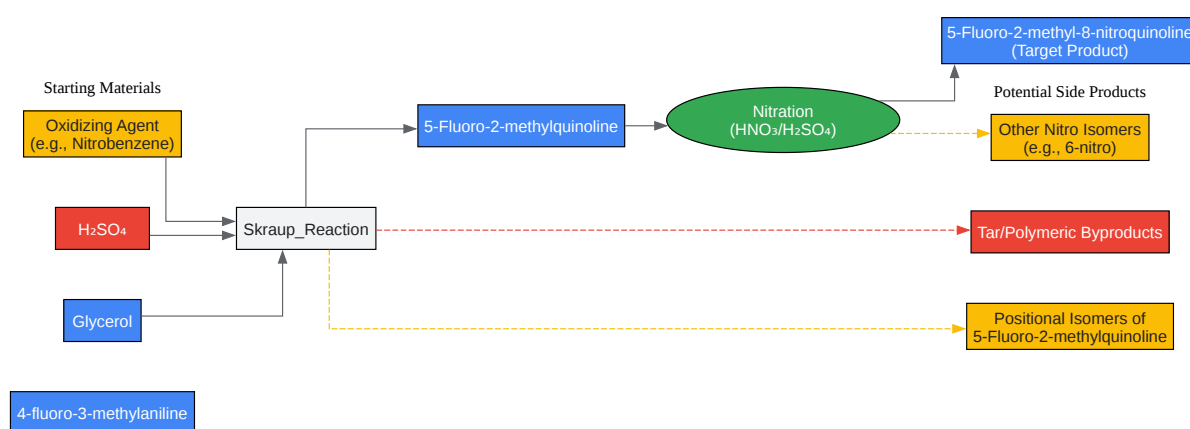 Starting Materials
Oxidizing Agent
(e.g., Nitrobenzene)
H₂SO₄
Glycerol
4-fluoro-3-methylaniline
Skraup_Reaction
5-Fluoro-2-methylquinoline
Nitration
(HNO₃/H₂SO₄)
5-Fluoro-2-methyl-8-nitroquinoline
(Target Product)
Potential Side Products
Other Nitro Isomers
(e.g., 6-nitro)
Tar/Polymeric Byproducts
Positional Isomers of
5-Fluoro-2-methylquinoline